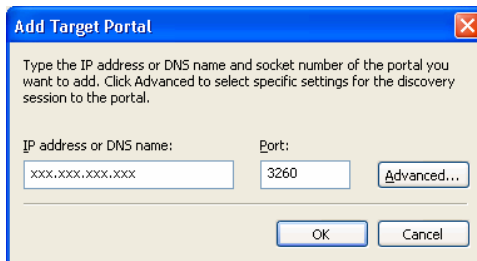 Add Target Portal
Type the IP address or DNS name and socket number of the portal you
want to add. Click Advanced to select specific settings for the discovery
session to the portal.
IP address or DNS name: Port:
xxx.xxx.xxx.xxx 3260 Advanced...
OK Cancel